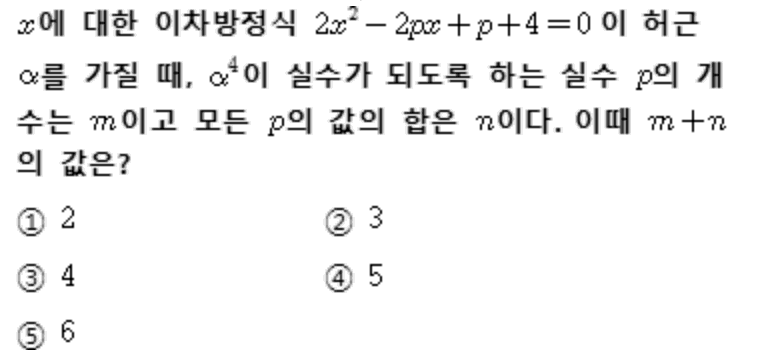 x에 대한 이차방정식 2x² − 2px + p + 4 = 0 이 허근
α를 가질 때, α⁴이 실수가 되도록 하는 실수 p의 개
수는 m이고 모든 p의 값의 합은 n이다. 이때 m + n
의 값은?
① 2 ② 3
③ 4 ④ 5
⑤ 6